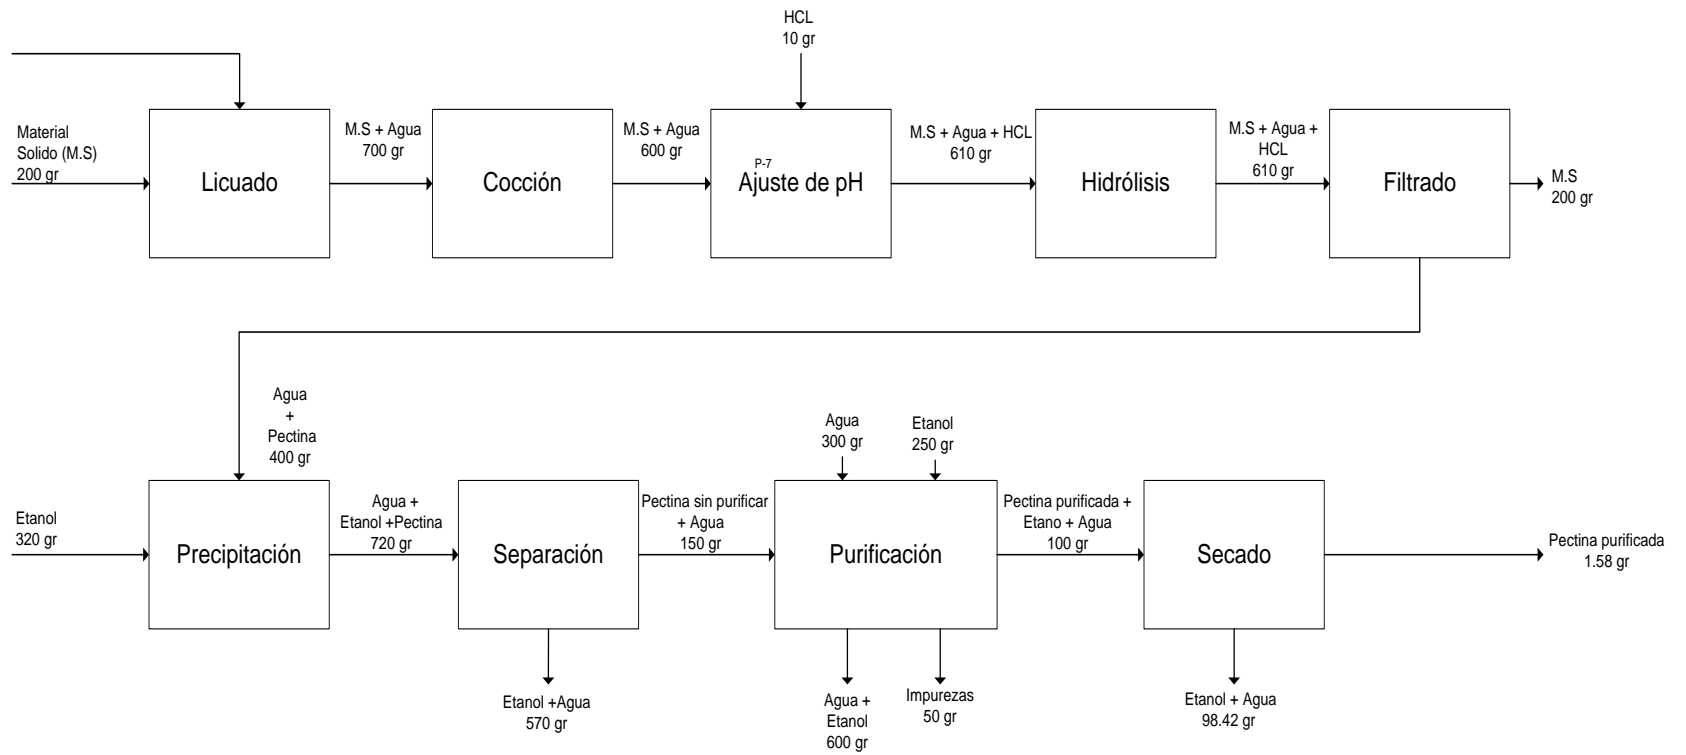 HCL
10 gr
Material
Solido (M.S)
200 gr
Licuado
M.S + Agua
700 gr
Cocción
M.S + Agua
600 gr
P-7
Ajuste de pH
M.S + Agua + HCL
610 gr
Hidrólisis
M.S + Agua +
HCL
610 gr
Filtrado
M.S
200 gr
Agua
+
Pectina
400 gr
Etanol
320 gr
Precipitación
Agua +
Etanol +Pectina
720 gr
Separación
Etanol +Agua
570 gr
Pectina sin purificar
+ Agua
150 gr
Agua
300 gr
Etanol
250 gr
Purificación
Agua +
Etanol
600 gr
Impurezas
50 gr
Pectina purificada +
Etano + Agua
100 gr
Secado
Etanol + Agua
98.42 gr
Pectina purificada
1.58 gr